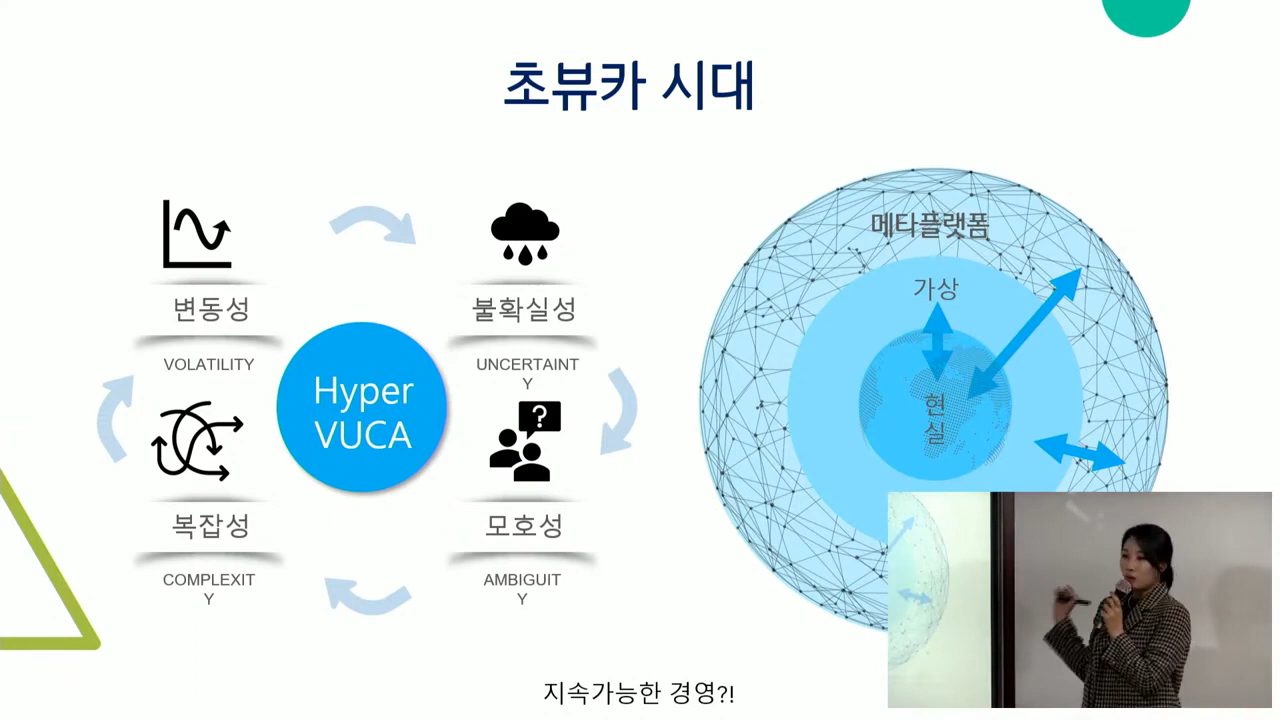 초뷰카 시대
변동성
VOLATILITY
불확실성
UNCERTAINT
Y
Hyper
VUCA
복잡성
COMPLEXIT
Y
모호성
AMBIGUIT
Y
메타플랫폼
가상
현
실
지속가능한 경영?!